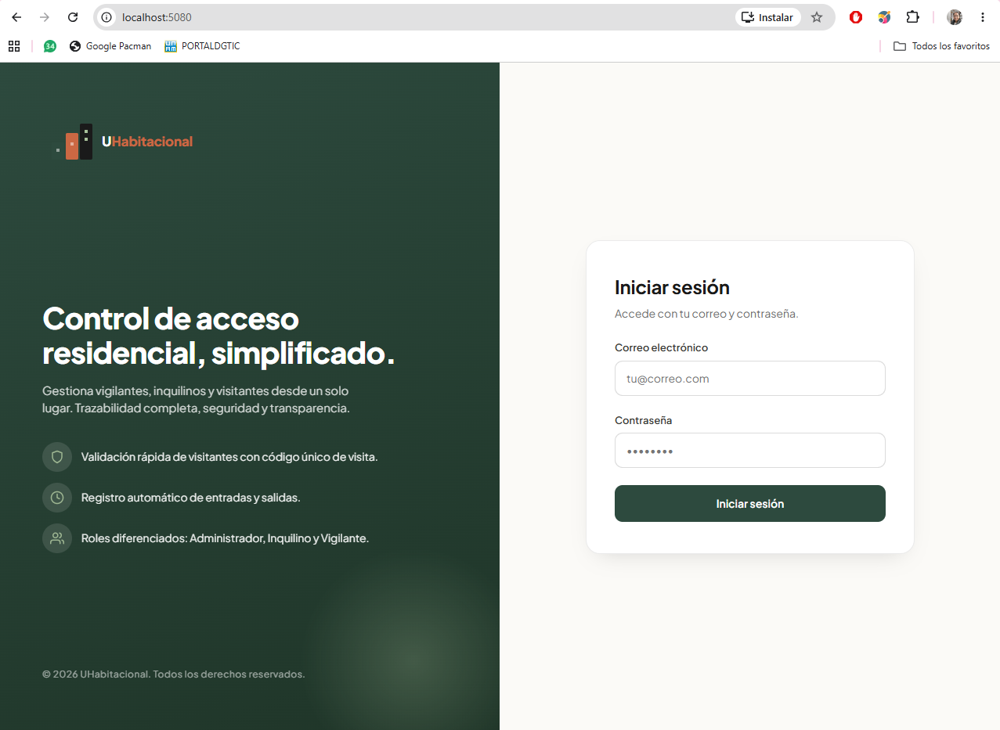 localhost:5080
Instalar
34
Google Pacman
UNAM
PORTALDGTIC
Todos los favoritos
UHabitacional
Control de acceso
residencial, simplificado.
Gestiona vigilantes, inquilinos y visitantes desde un solo
lugar. Trazabilidad completa, seguridad y transparencia.
Validación rápida de visitantes con código único de visita.
Registro automático de entradas y salidas.
Roles diferenciados: Administrador, Inquilino y Vigilante.
© 2026 UHabitacional. Todos los derechos reservados.
Iniciar sesión
Accede con tu correo y contraseña.
Correo electrónico
tu@correo.com
Contraseña
••••••••
Iniciar sesión